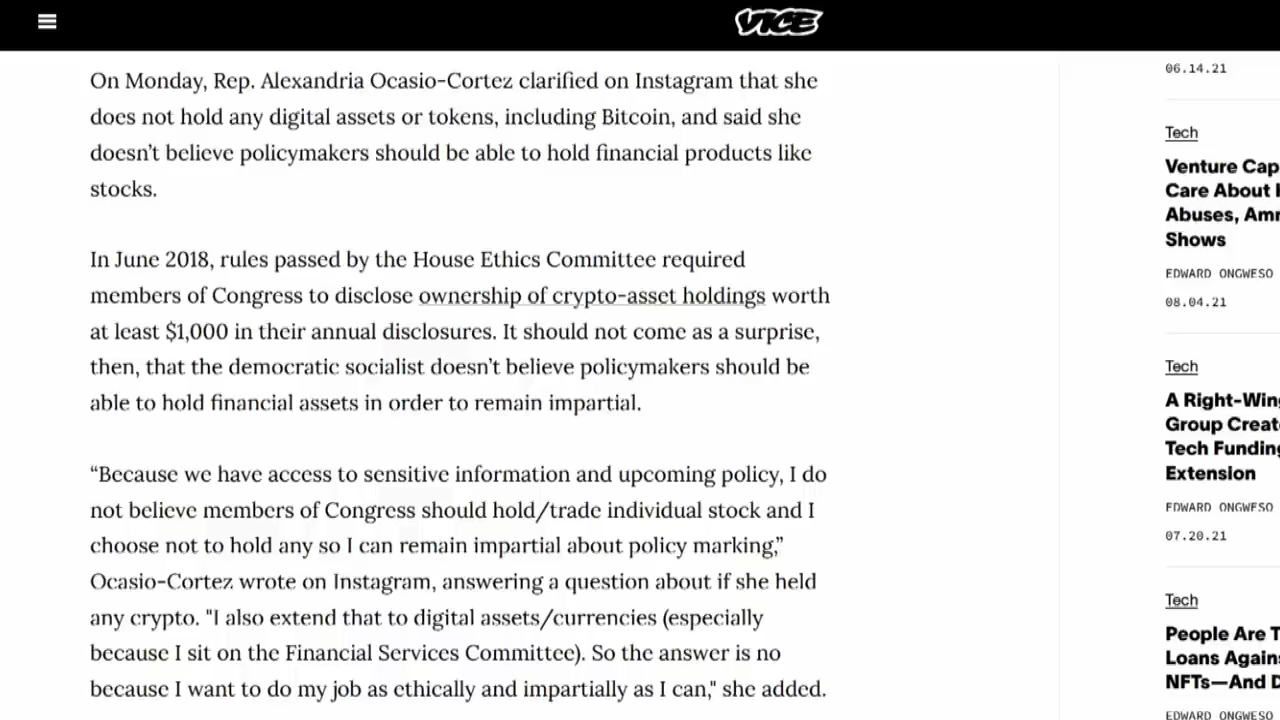 VICE
On Monday, Rep. Alexandria Ocasio-Cortez clarified on Instagram that she
does not hold any digital assets or tokens, including Bitcoin, and said she
doesn’t believe policymakers should be able to hold financial products like
stocks.
In June 2018, rules passed by the House Ethics Committee required
members of Congress to disclose ownership of crypto-asset holdings worth
at least $1,000 in their annual disclosures. It should not come as a surprise,
then, that the democratic socialist doesn’t believe policymakers should be
able to hold financial assets in order to remain impartial.
“Because we have access to sensitive information and upcoming policy, I do
not believe members of Congress should hold/trade individual stock and I
choose not to hold any so I can remain impartial about policy marking,”
Ocasio-Cortez wrote on Instagram, answering a question about if she held
any crypto. "I also extend that to digital assets/currencies (especially
because I sit on the Financial Services Committee). So the answer is no
because I want to do my job as ethically and impartially as I can," she added.
06.14.21
Tech
Venture Cap
Care About
Abuses, Am
Shows
EDWARD ONGWESO
08.04.21
Tech
A Right-Wing
Group Creat
Tech Funding
Extension
EDWARD ONGWESO
07.20.21
Tech
People Are T
Loans Agains
NFTs—And D
EDWARD ONGWESO